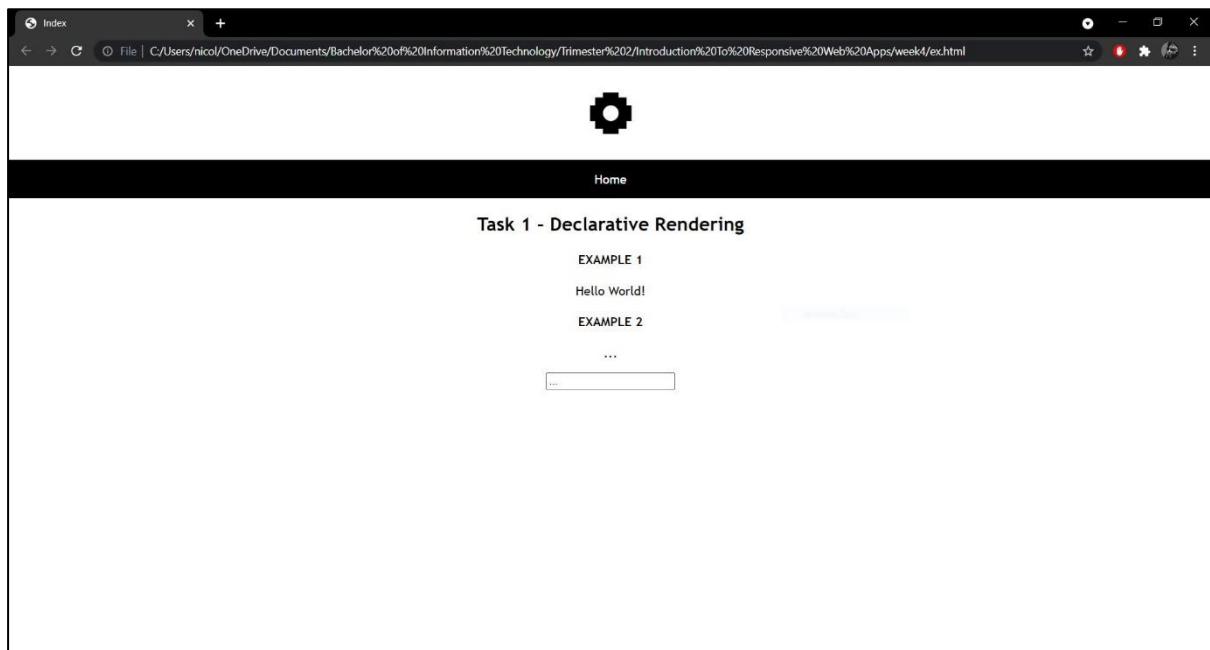 Index
File | C:/Users/nicol/OneDrive/Documents/Bachelor%20of%20Information%20Technology/Trimester%202/Introduction%20To%20Responsive%20Web%20Apps/week4/ex.html
Home
Task 1 - Declarative Rendering
EXAMPLE 1
Hello World!
EXAMPLE 2
...
...